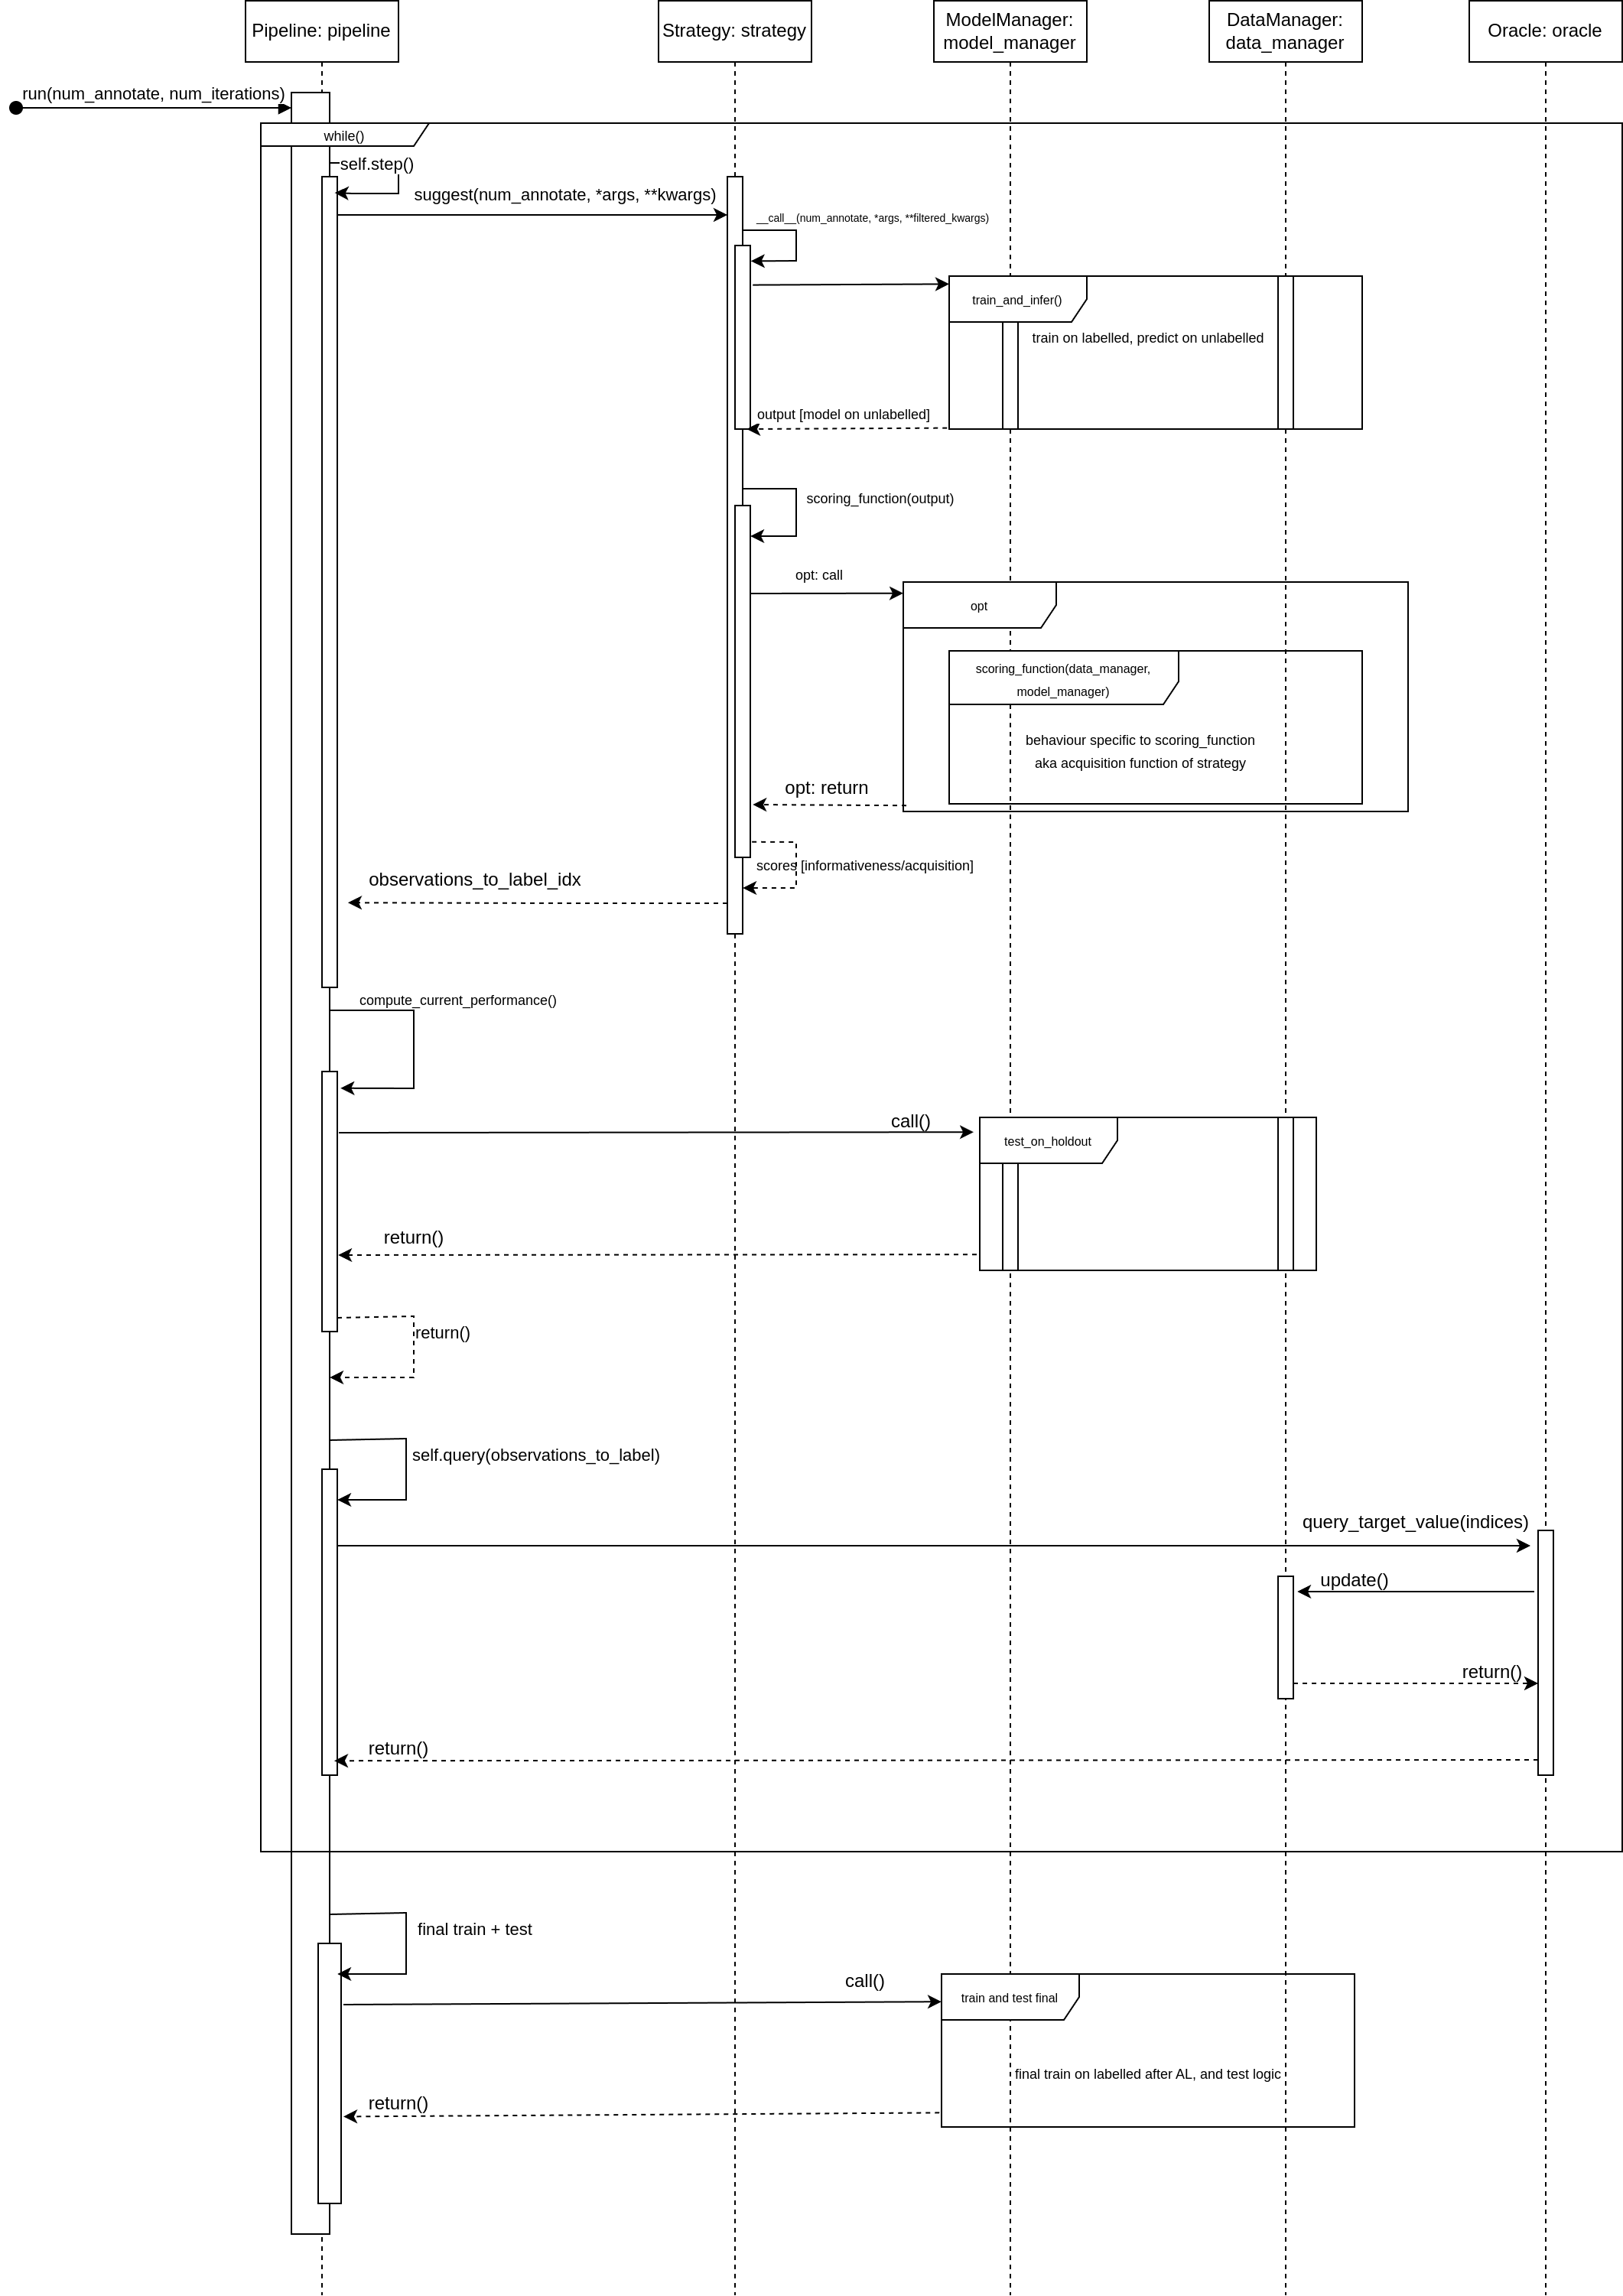 Pipeline: pipeline
Strategy: strategy
ModelManager:
model_manager
DataManager:
data_manager
Oracle: oracle
run(num_annotate, num_iterations)
while()
self.step()
suggest(num_annotate, *args, **kwargs)
__call__(num_annotate, *args, **filtered_kwargs)
train_and_infer()
train on labelled, predict on unlabelled
output [model on unlabelled]
scoring_function(output)
opt: call
opt
scoring_function(data_manager,
model_manager)
behaviour specific to scoring_function
aka acquisition function of strategy
opt: return
scores [informativeness/acquisition]
observations_to_label_idx
compute_current_performance()
call()
test_on_holdout
return()
return()
self.query(observations_to_label)
query_target_value(indices)
update()
return()
return()
final train + test
call()
train and test final
final train on labelled after AL, and test logic
return()